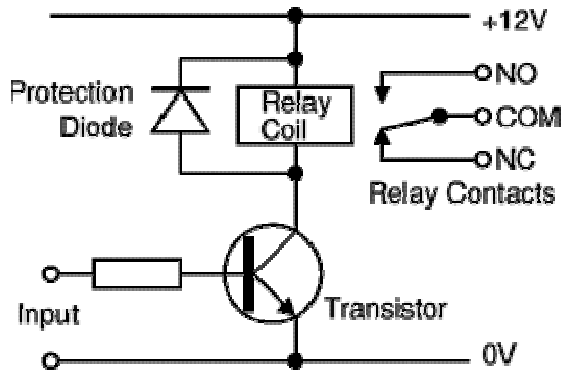 +12V
Protection
Diode
Relay
Coil
NO
COM
NC
Relay Contacts
Input
Transistor
0V